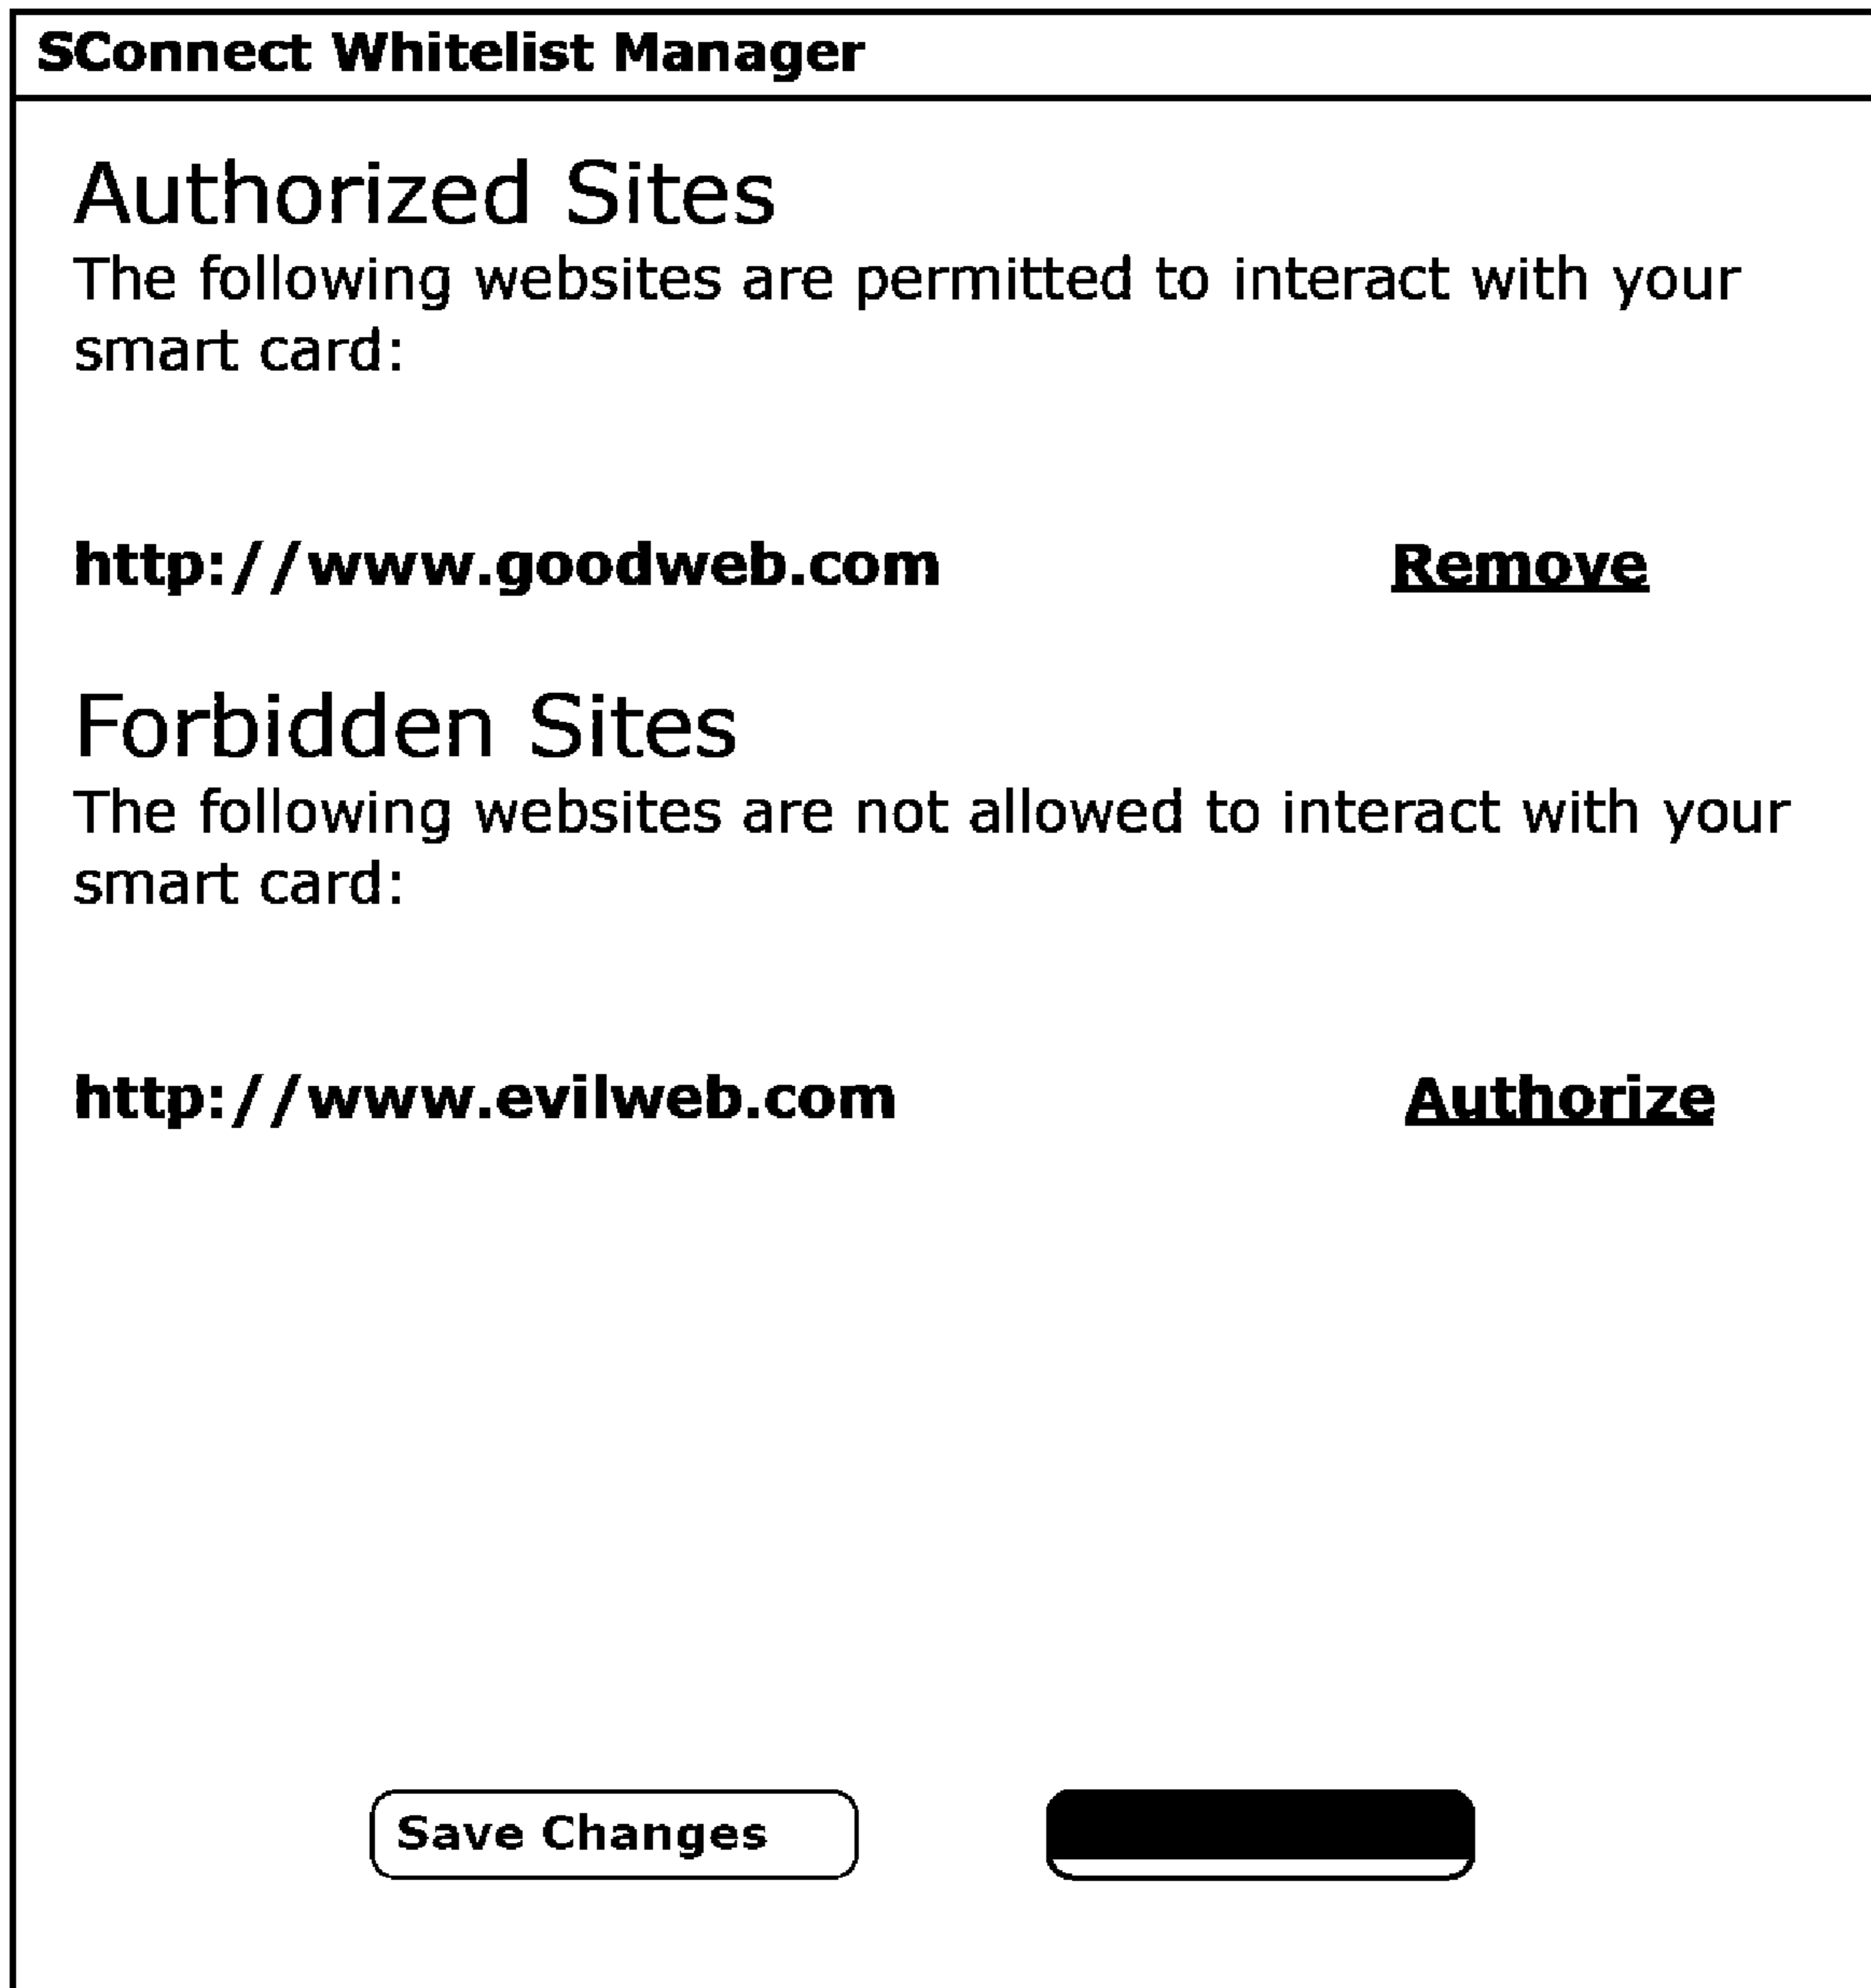 SConnect Whitelist Manager
Authorized Sites
The following websites are permitted to interact with your
smart card:
http://www.goodweb.com Remove
Forbidden Sites
The following websites are not allowed to interact with your
smart card:
http://www.evilweb.com Authorize
Save Changes